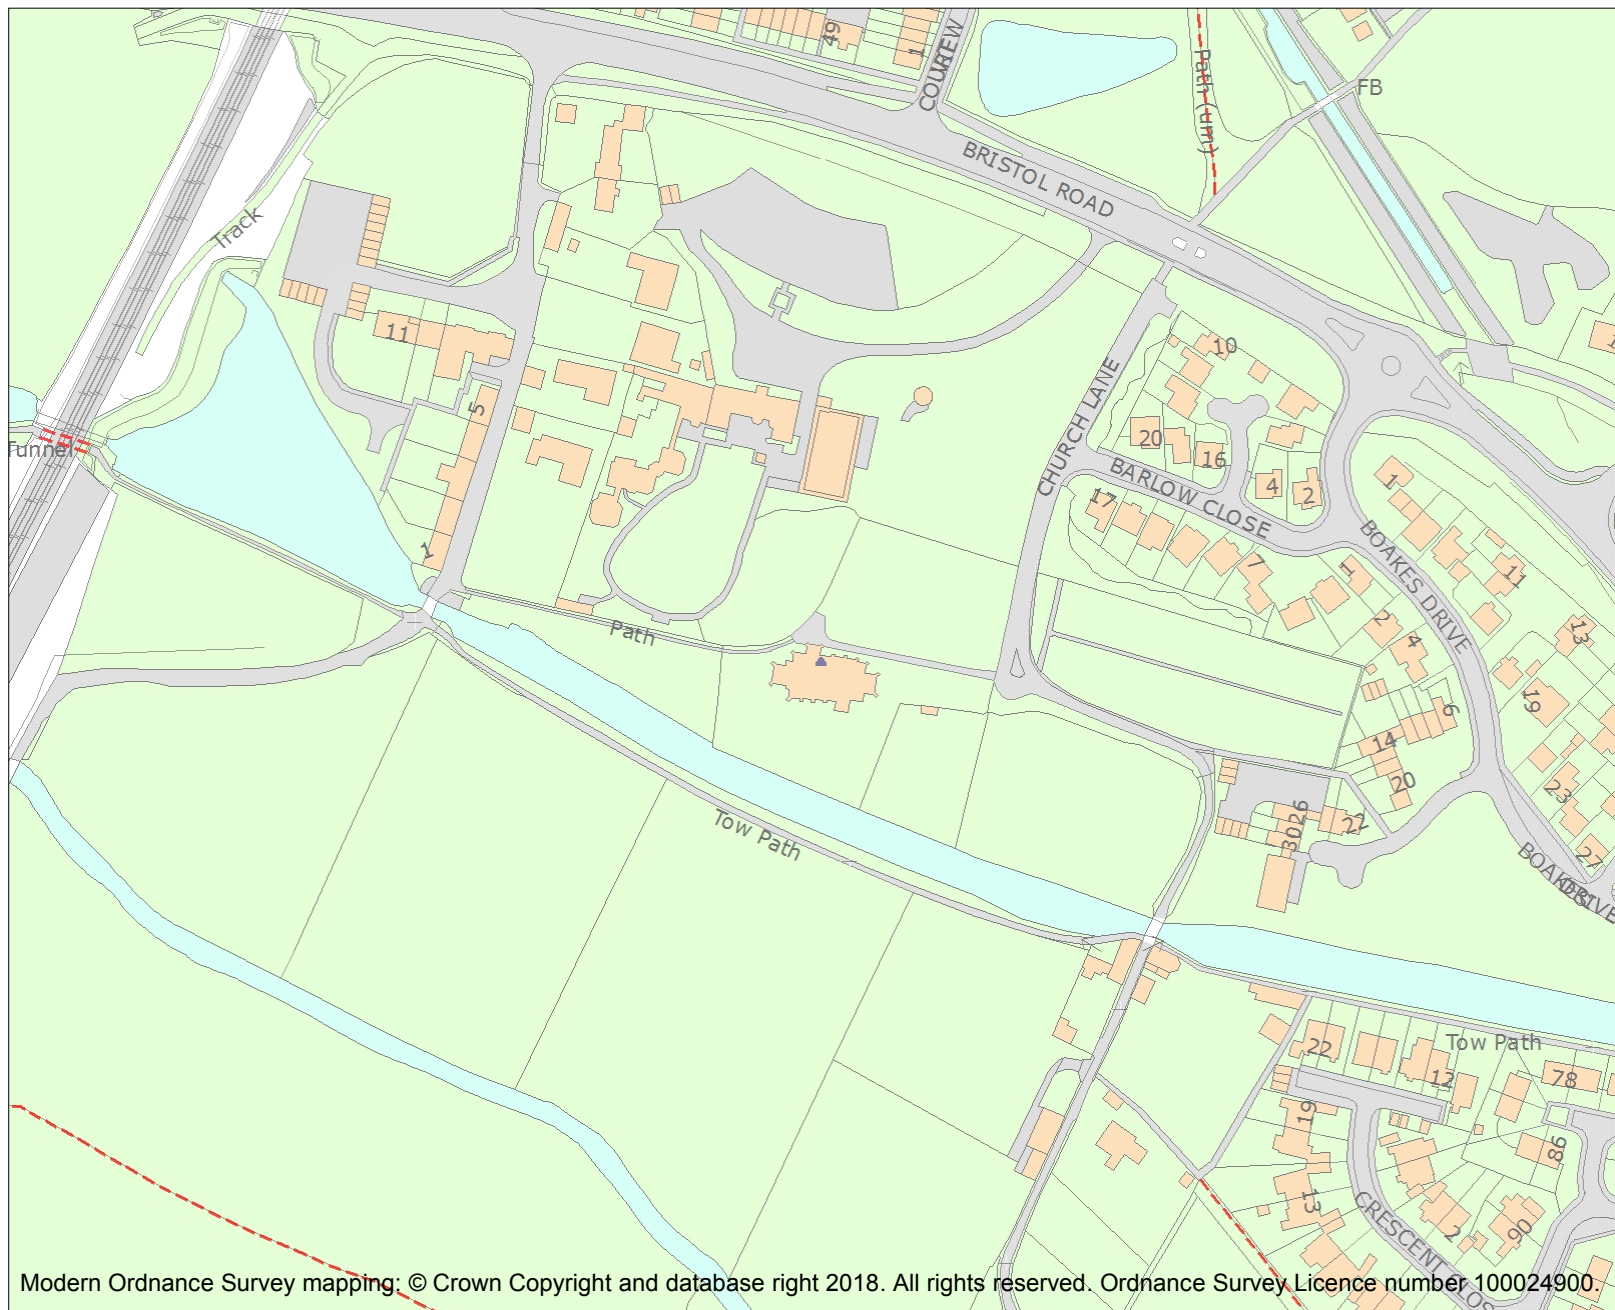 49
1
COURT
VIEW
Path (um)
FB
BRISTOL ROAD
Track
11
10
5
CHURCH LANE
20
16
Tunnel
BARLOW CLOSE
4
2
17
1
BOAKES DRIVE
1
7
1
11
Path
2
4
13
19
6
14
20
23
Tow Path
3026
22
27
BOAKES
DRIVE
22
Tow Path
12
78
19
86
13
CRESCENT CLOS
2
90
Modern Ordnance Survey mapping: © Crown Copyright and database right 2018. All rights reserved. Ordnance Survey Licence number 100024900.